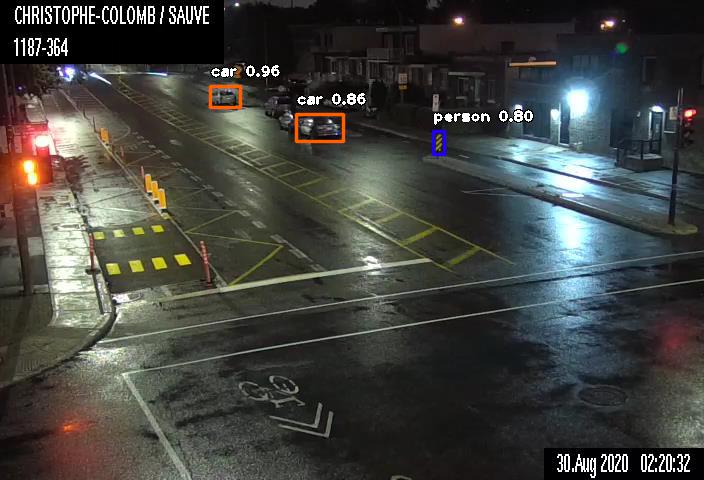 CHRISTOPHE-COLOMB / SAUVE
1187-364
car 0.96
car 0.86
person 0.80
30.Aug 2020 02:20:32